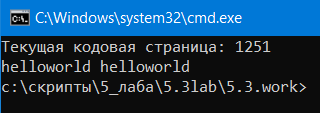 C:\Windows\system32\cmd.exe
Текущая кодовая страница: 1251
helloworld helloworld
c:\скрипты\5_лаба\5.3lab\5.3.work>